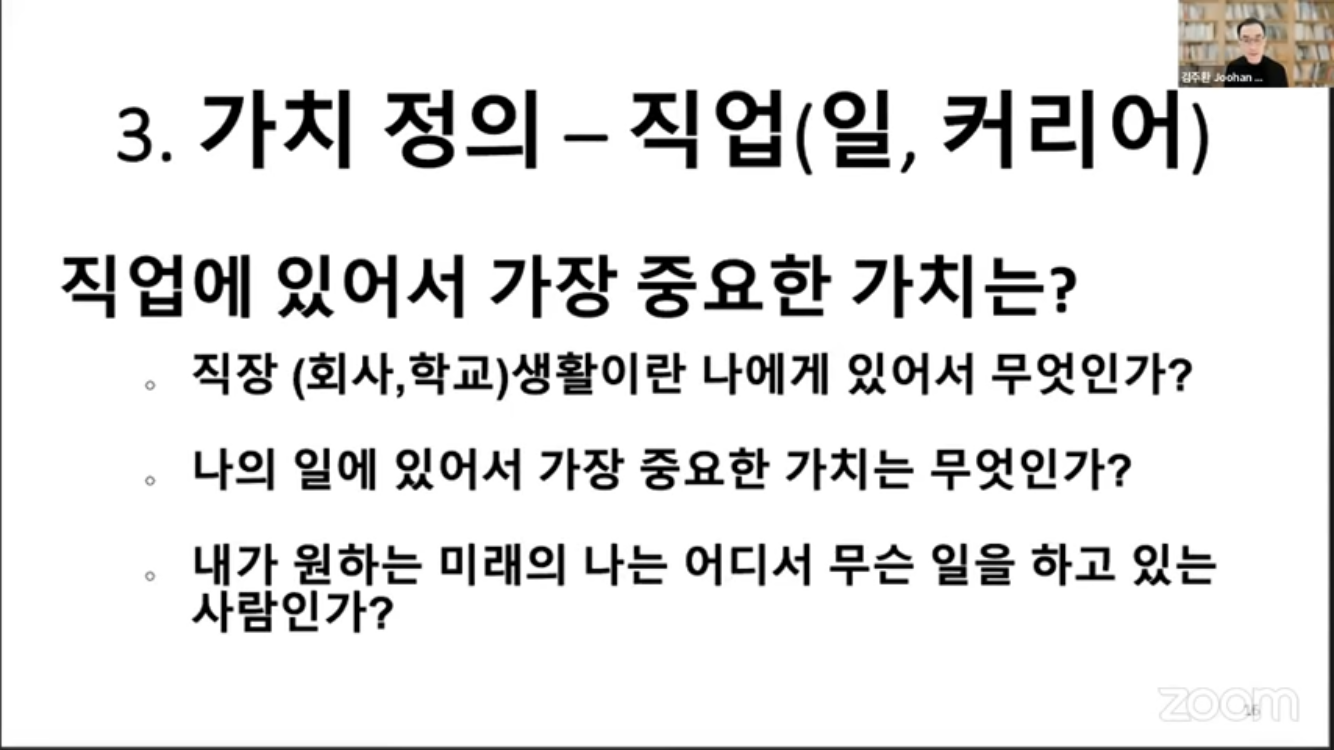 김주환 Joohan ...
3. 가치 정의 – 직업(일, 커리어)
직업에 있어서 가장 중요한 가치는?
직장 (회사,학교)생활이란 나에게 있어서 무엇인가?
나의 일에 있어서 가장 중요한 가치는 무엇인가?
내가 원하는 미래의 나는 어디서 무슨 일을 하고 있는
사람인가?
zoom
16